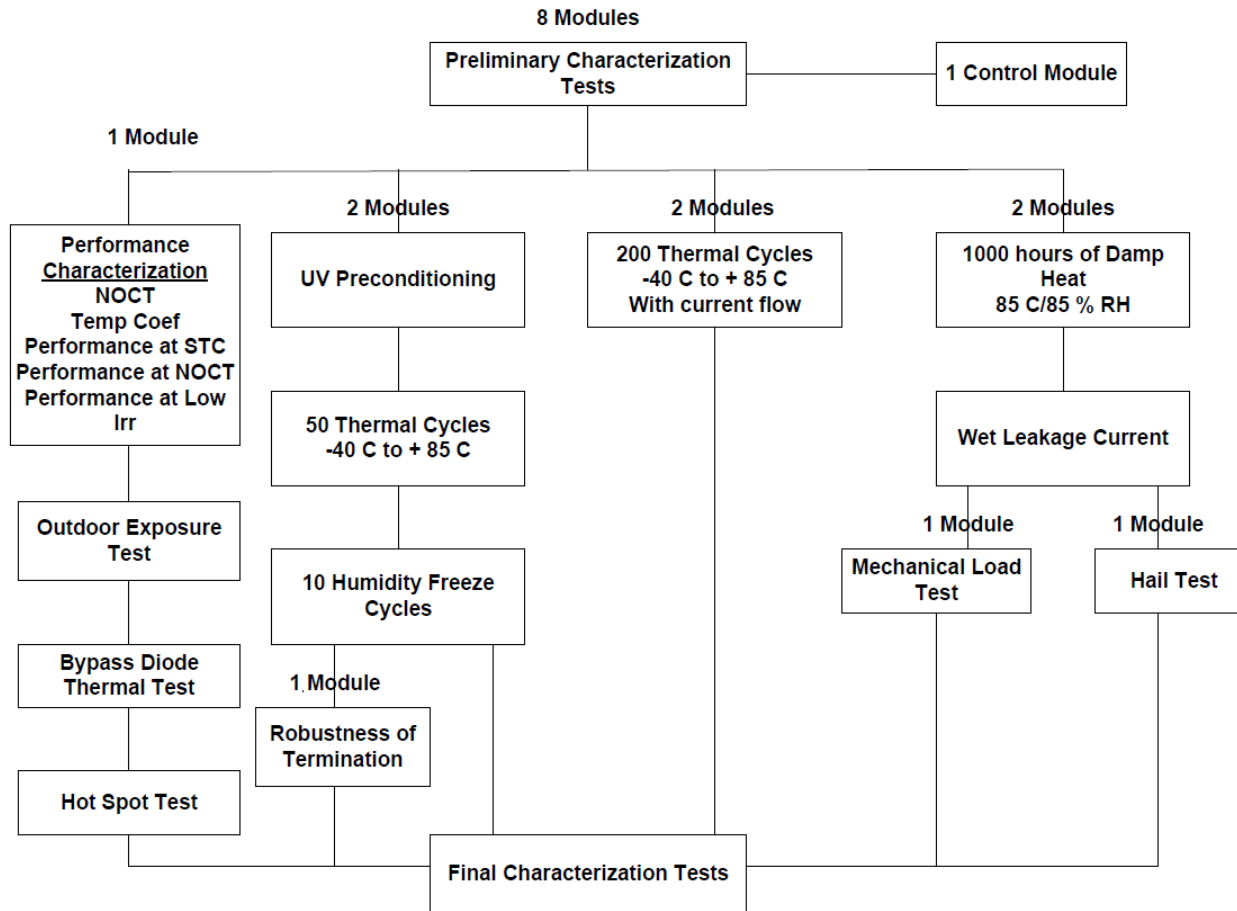 8 Modules
Preliminary Characterization
Tests
1 Control Module
1 Module
Performance
Characterization
NOCT
Temp Coef
Performance at STC
Performance at NOCT
Performance at Low
Irr
Outdoor Exposure
Test
Bypass Diode
Thermal Test
Hot Spot Test
2 Modules
UV Preconditioning
50 Thermal Cycles
-40 C to + 85 C
10 Humidity Freeze
Cycles
1 Module
Robustness of
Termination
2 Modules
200 Thermal Cycles
-40 C to + 85 C
With current flow
2 Modules
1000 hours of Damp
Heat
85 C/85 % RH
Wet Leakage Current
1 Module
Mechanical Load
Test
1 Module
Hail Test
Final Characterization Tests